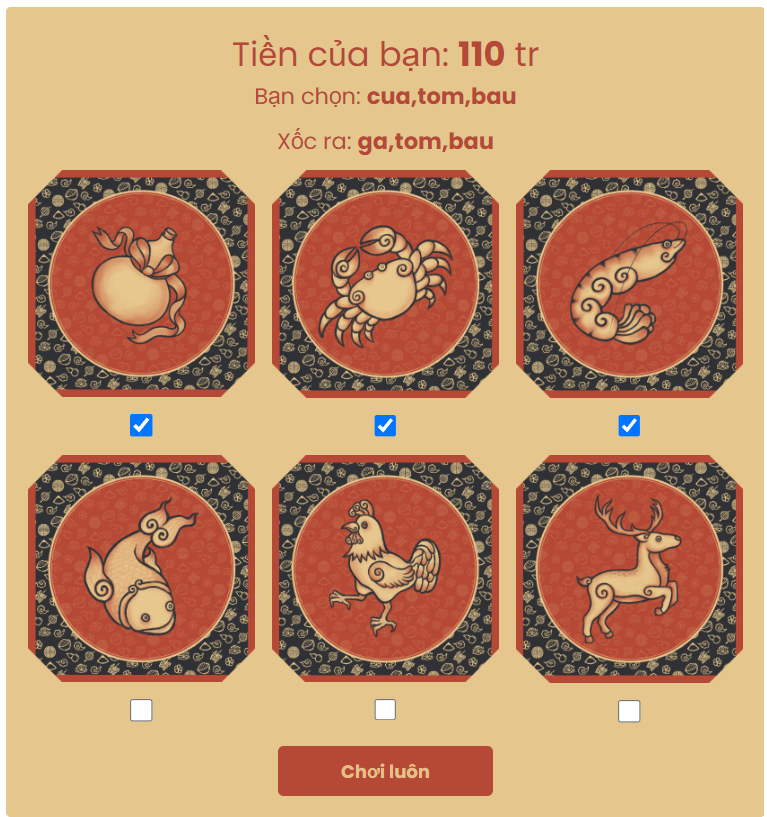 Tiền của bạn: 110 tr
Bạn chọn: cua,tom,bau
Xốc ra: ga,tom,bau
Chơi luôn